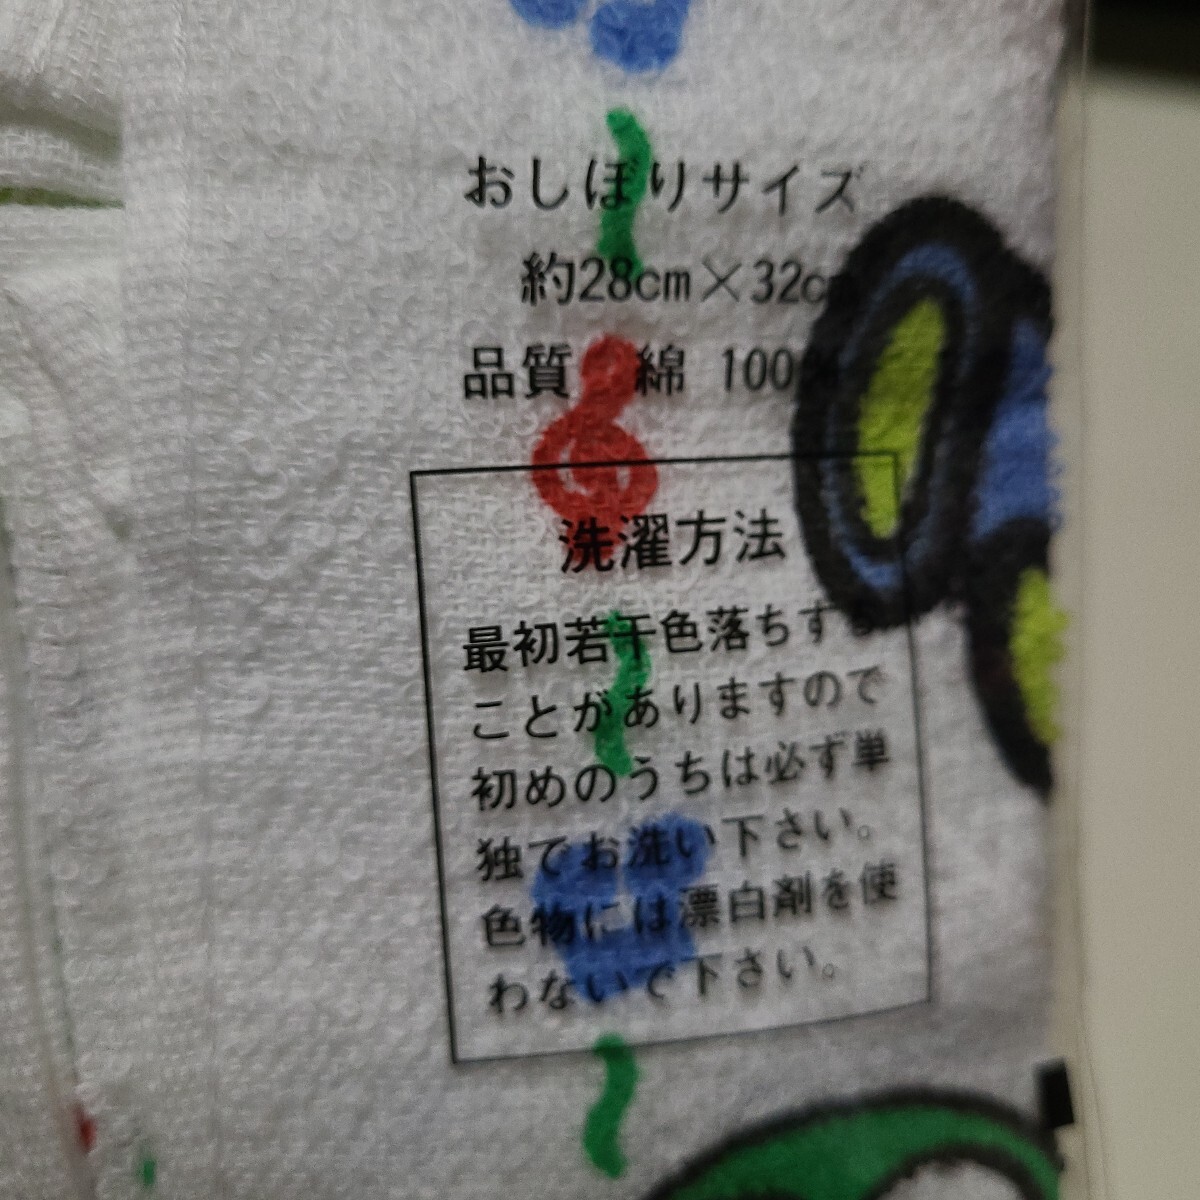 おしぼりサイズ
約28cm×32cm
品質 綿 100%
洗濯方法
最初若干色落ちする
ことがありますので
初めのうちは必ず単
独でお洗い下さい。
色物には漂白剤を使
わないで下さい。